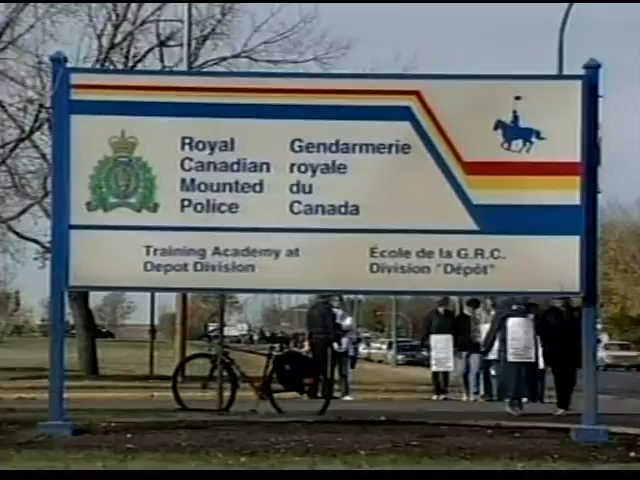 Royal
Canadian
Mounted
Police
Gendarmerie
royale
du
Canada
Training Academy at
Depot Division
École de la G.R.C.
Division "Dépôt"